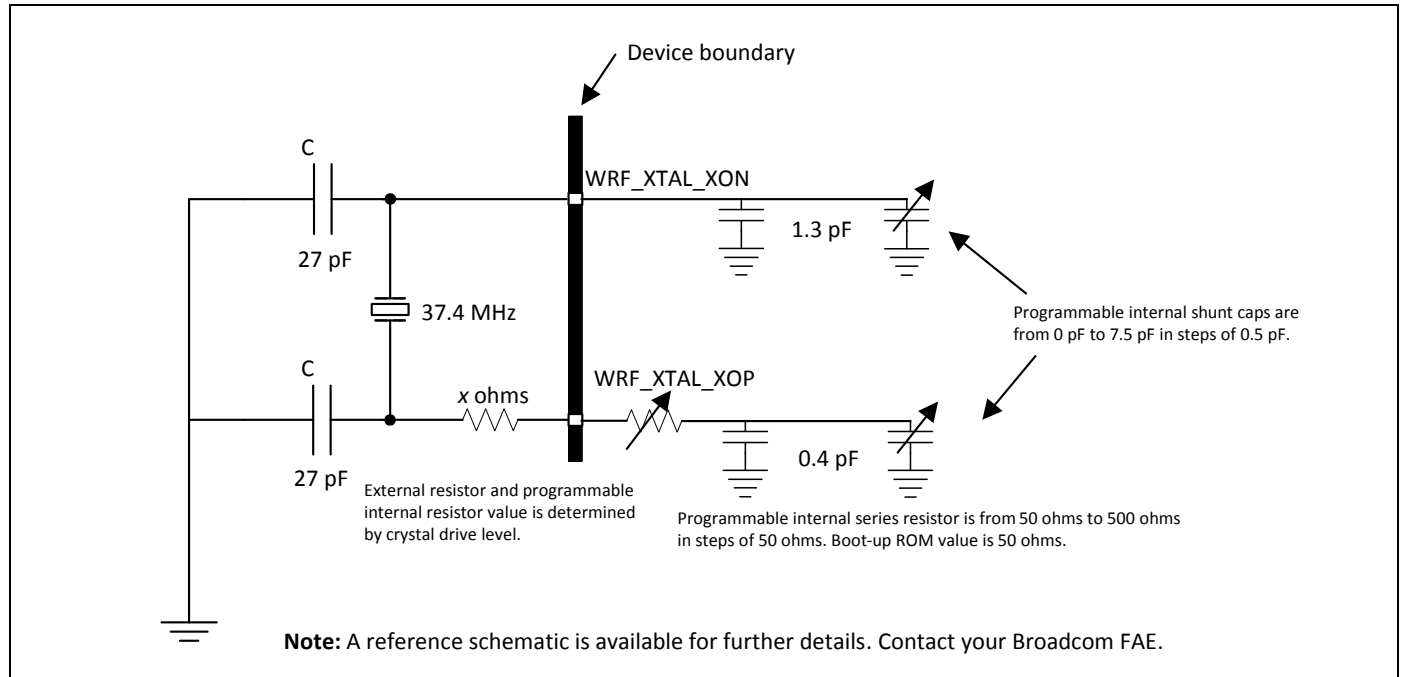 Device boundary
C
WRF_XTAL_XON
1.3 pF
27 pF
37.4 MHz
Programmable internal shunt caps are
from 0 pF to 7.5 pF in steps of 0.5 pF.
C
x ohms
WRF_XTAL_XOP
0.4 pF
27 pF
External resistor and programmable
internal resistor value is determined
by crystal drive level.
Programmable internal series resistor is from 50 ohms to 500 ohms
in steps of 50 ohms. Boot-up ROM value is 50 ohms.
Note: A reference schematic is available for further details. Contact your Broadcom FAE.